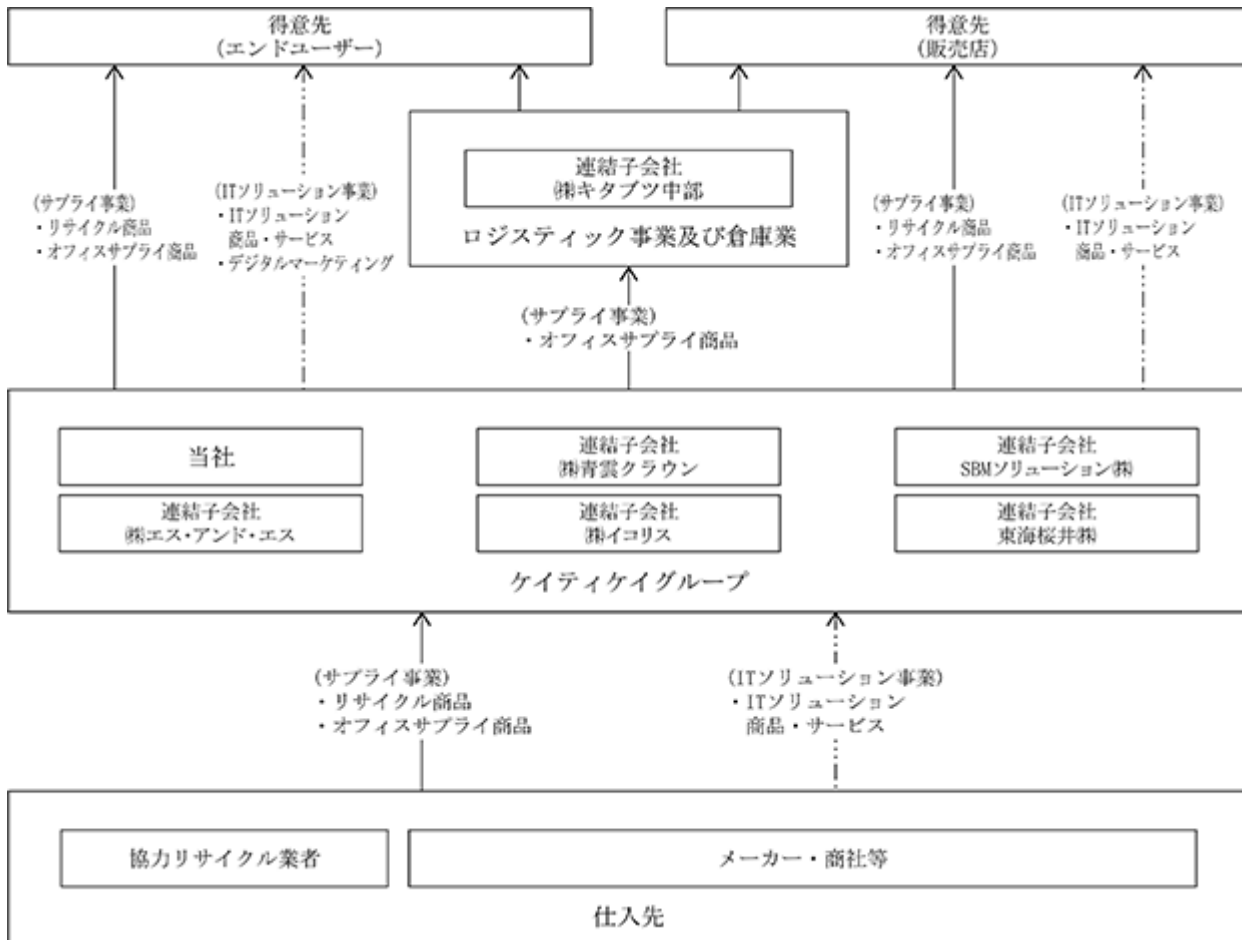 得意先
(エンドユーザー)
得意先
(販売店)
連結子会社
㈱キタブツ中部
ロジスティック事業及び倉庫業
(サプライ事業)
・リサイクル商品
・オフィスサプライ商品
(ITソリューション事業)
・ITソリューション
商品・サービス
・デジタルマーケティング
(サプライ事業)
・リサイクル商品
・オフィスサプライ商品
(ITソリューション事業)
・ITソリューション
商品・サービス
(サプライ事業)
・オフィスサプライ商品
当社
連結子会社
㈱青雲クラウン
連結子会社
SBMソリューション㈱
連結子会社
㈱エス・アンド・エス
連結子会社
㈱イコリス
連結子会社
東海桜井㈱
ケイティケイグループ
(サプライ事業)
・リサイクル商品
・オフィスサプライ商品
(ITソリューション事業)
・ITソリューション
商品・サービス
協力リサイクル業者
メーカー・商社等
仕入先